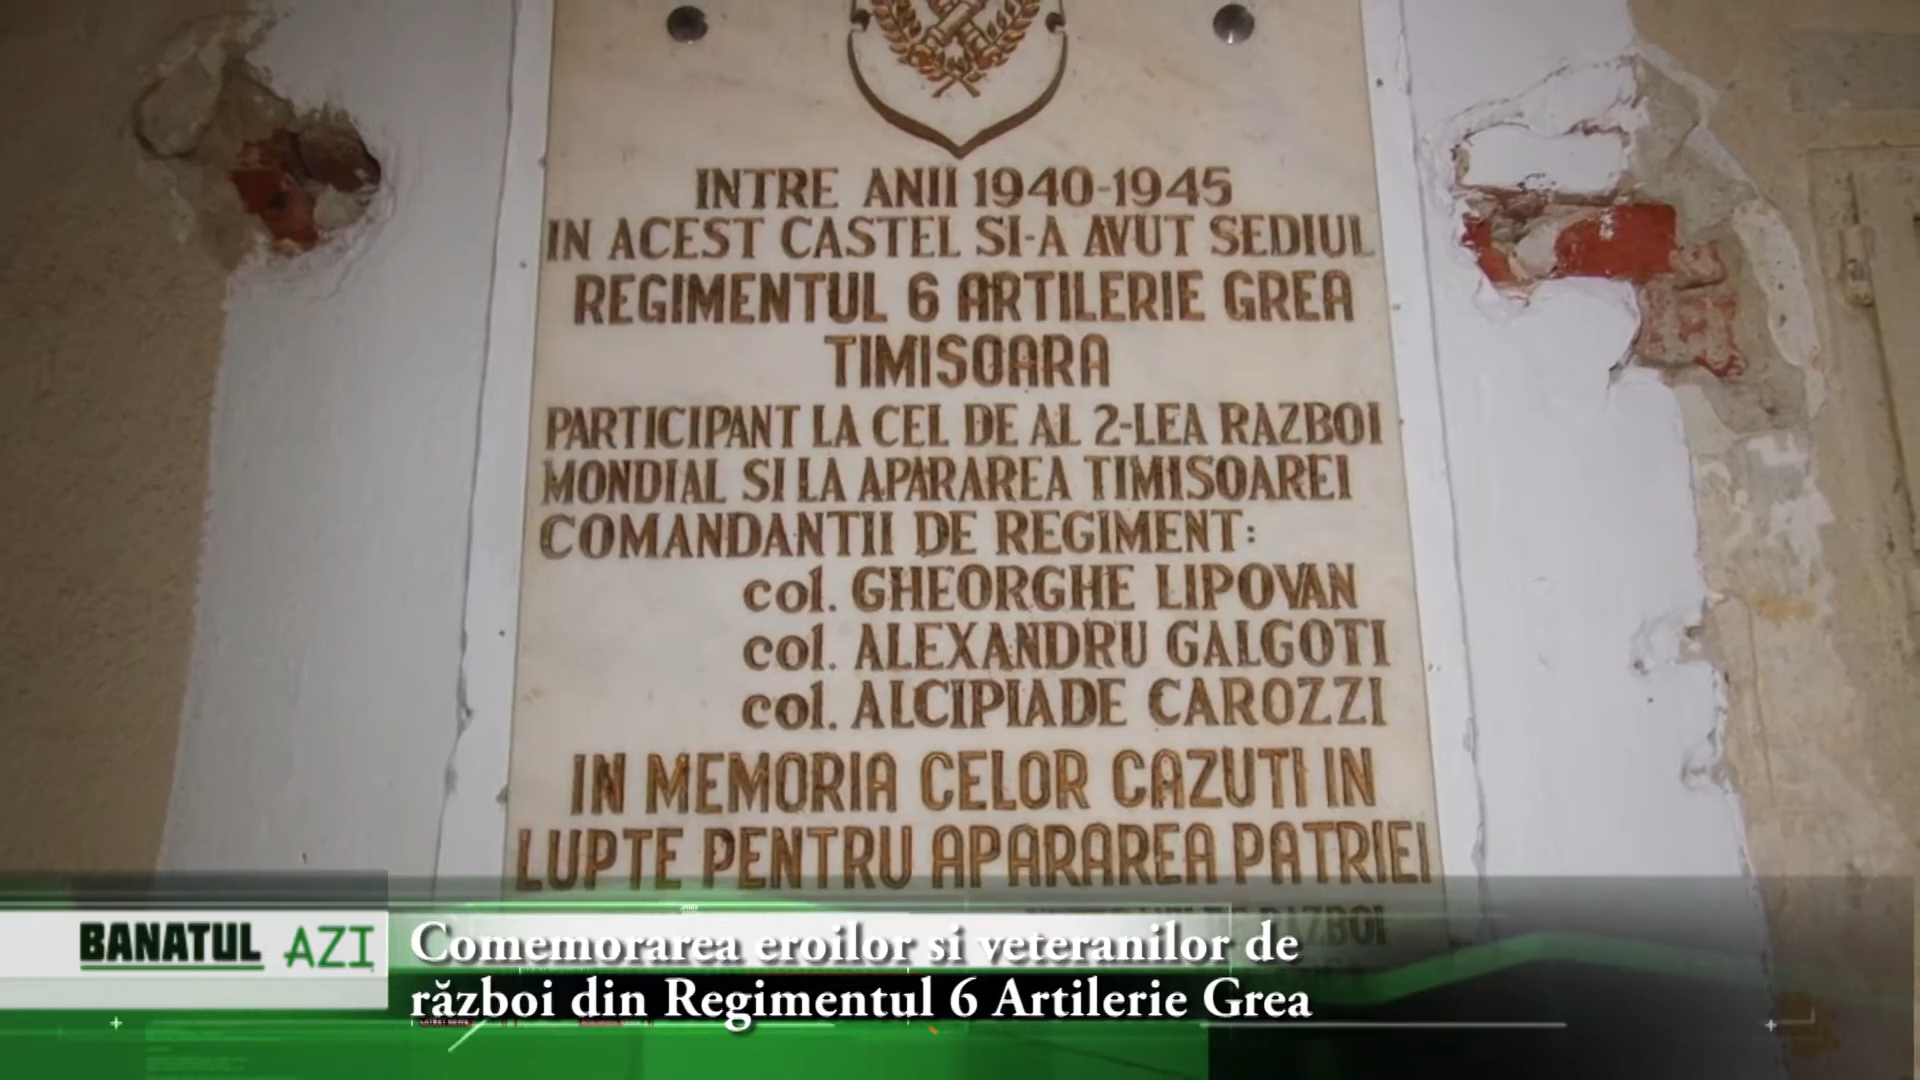 INTRE ANII 1940-1945
IN ACEST CASTEL SI-A AVUT SEDIUL
REGIMENTUL 6 ARTILERIE GREA
TIMISOARA
PARTICIPANT LA CEL DE AL 2-LEA RAZBOI
MONDIAL SI LA APARAREA TIMISOAREI
COMANDANTII DE REGIMENT:
col. GHEORGHE LIPOVAN
col. ALEXANDRU GALGOTI
col. ALCIPIADE CAROZZI
IN MEMORIA CELOR CAZUTI IN
LUPTE PENTRU APARAREA PATRIEI
DE RAZBOI
BANATUL AZI
Comemorarea eroilor si veteranilor de
război din Regimentul 6 Artilerie Grea